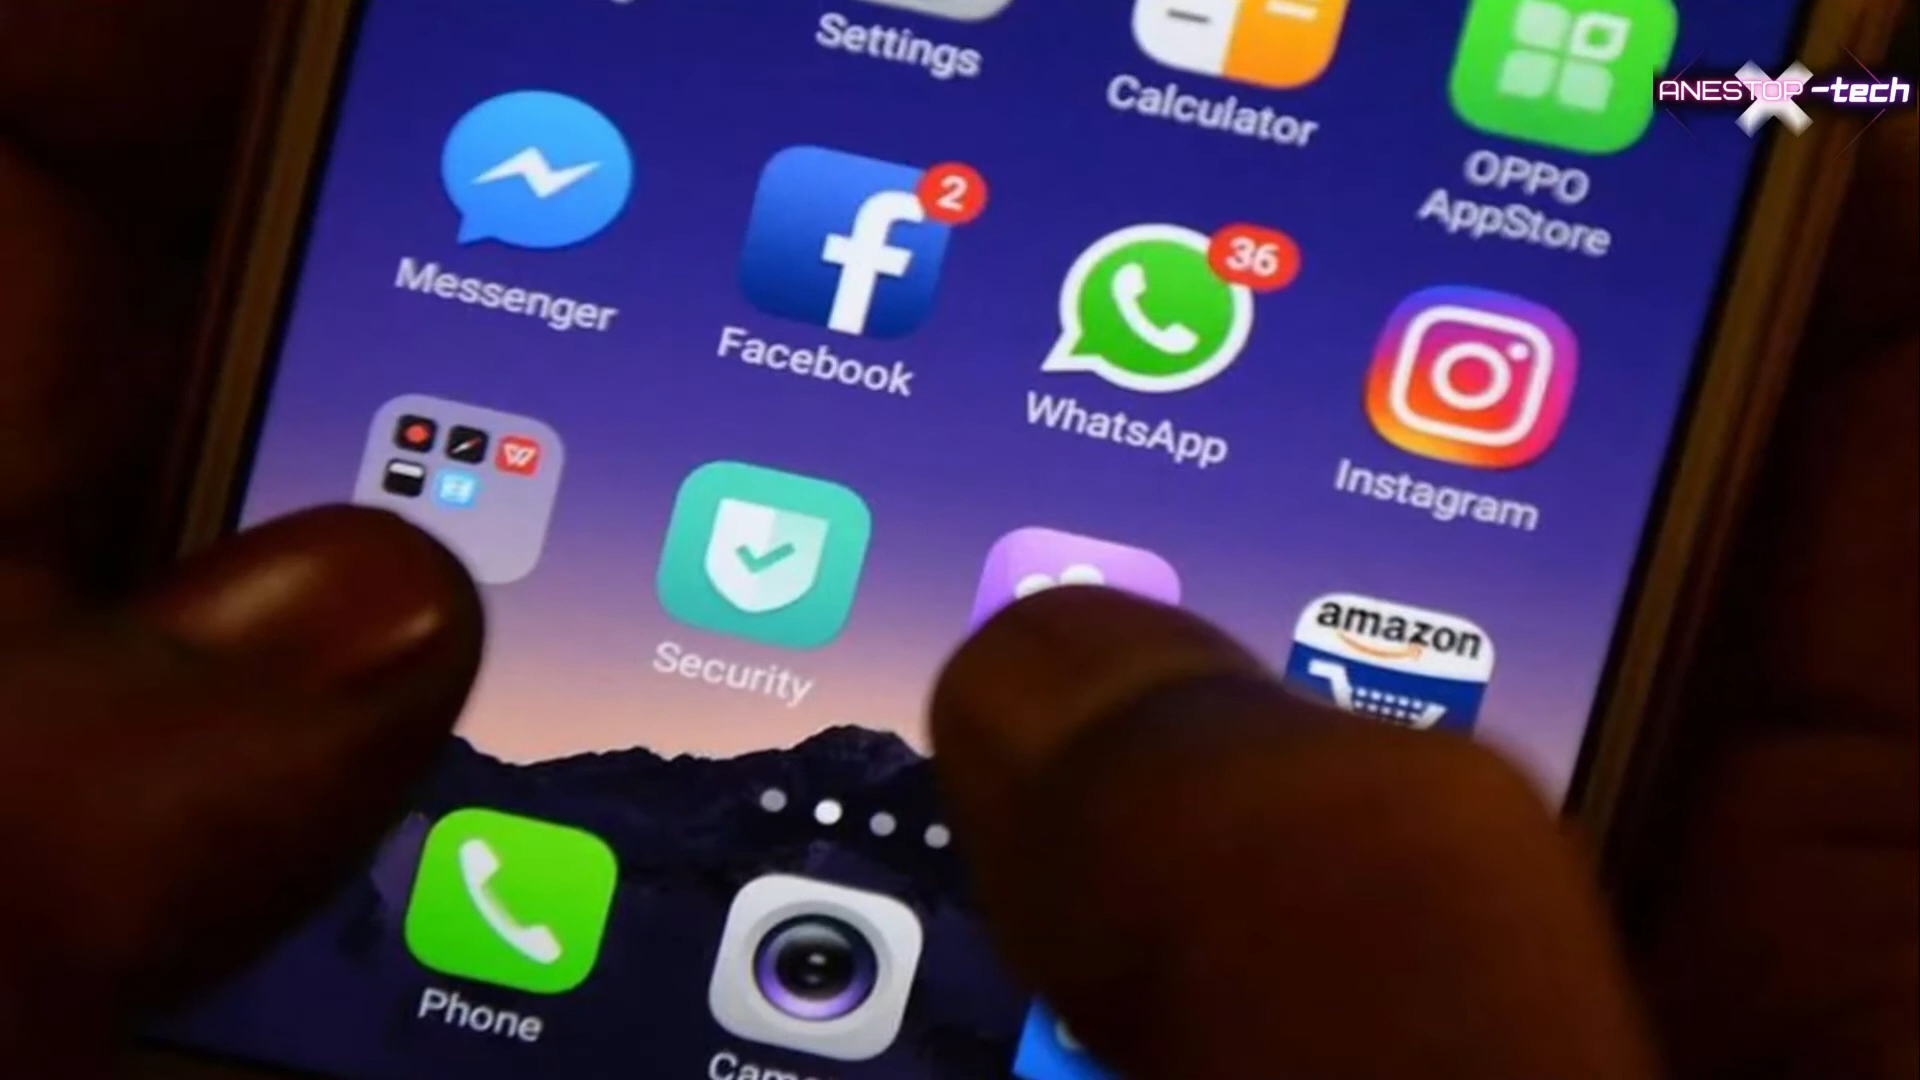 Settings
Calculator
OPPO
AppStore
ANESTOP -tech
Messenger
Facebook
2
WhatsApp
36
Instagram
Security
amazon
Phone